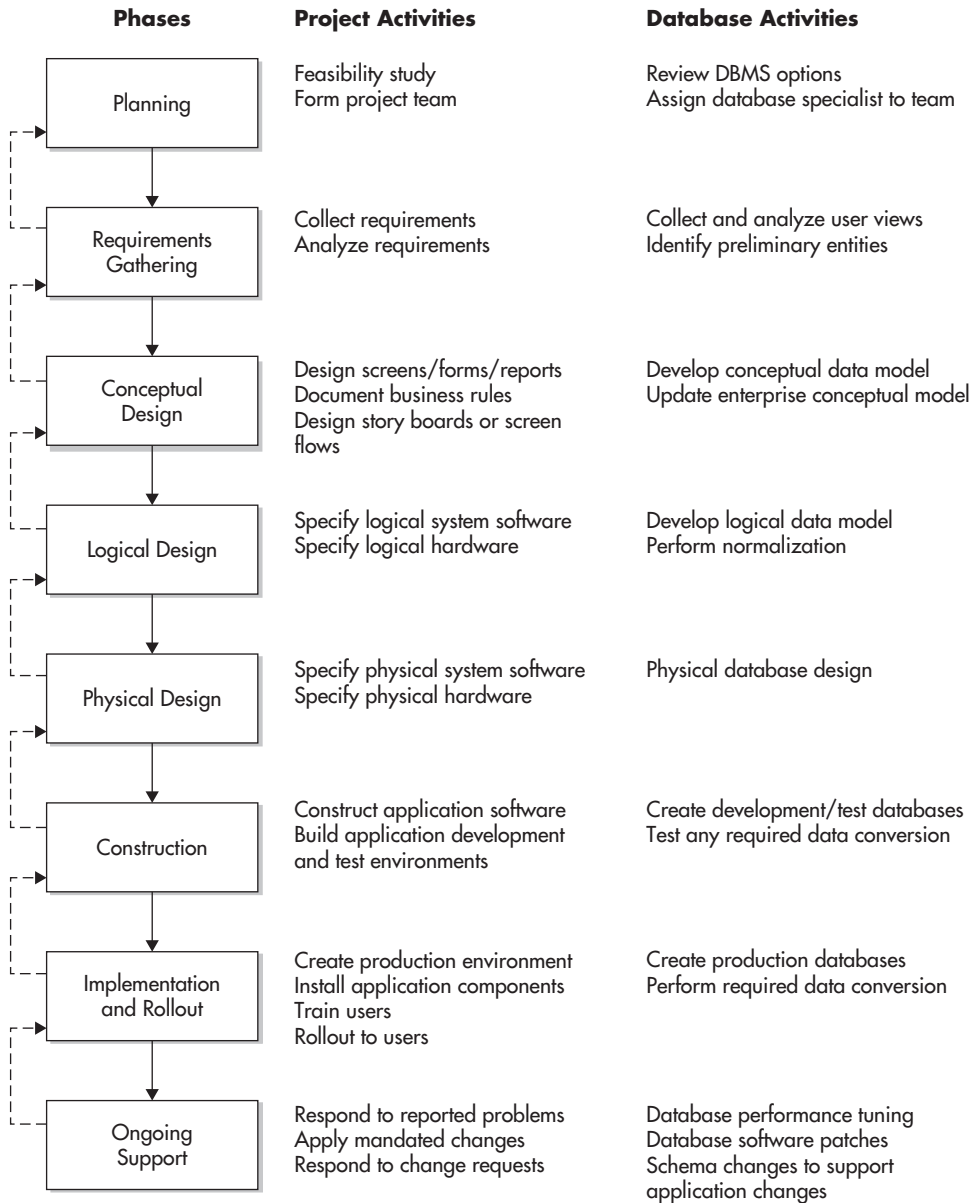 Phases Project Activities Database Activities
Planning
Feasibility study
Form project team
Review DBMS options
Assign database specialist to team
Requirements
Gathering
Collect requirements
Analyze requirements
Collect and analyze user views
Identify preliminary entities
Conceptual
Design
Design screens/forms/reports
Document business rules
Design story boards or screen
flows
Develop conceptual data model
Update enterprise conceptual model
Logical Design
Specify logical system software
Specify logical hardware
Develop logical data model
Perform normalization
Physical Design
Specify physical system software
Specify physical hardware
Physical database design
Construction
Construct application software
Build application development
and test environments
Create development/test databases
Test any required data conversion
Implementation
and Rollout
Create production environment
Install application components
Train users
Rollout to users
Create production databases
Perform required data conversion
Ongoing
Support
Respond to reported problems
Apply mandated changes
Respond to change requests
Database performance tuning
Database software patches
Schema changes to support
application changes